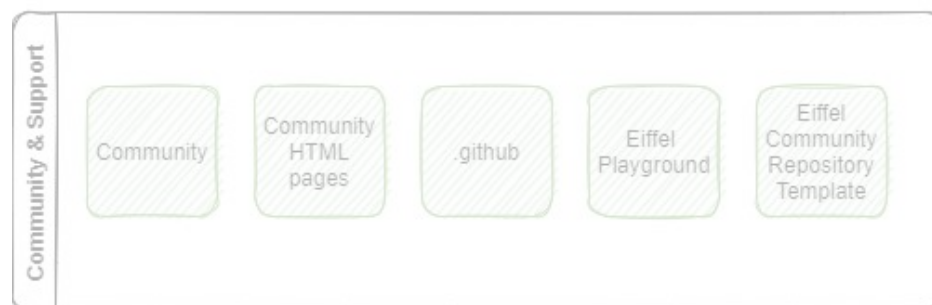 Community & Support
Community
Community
HTML
pages
.github
Eiffel
Playground
Eiffel
Community
Repository
Template